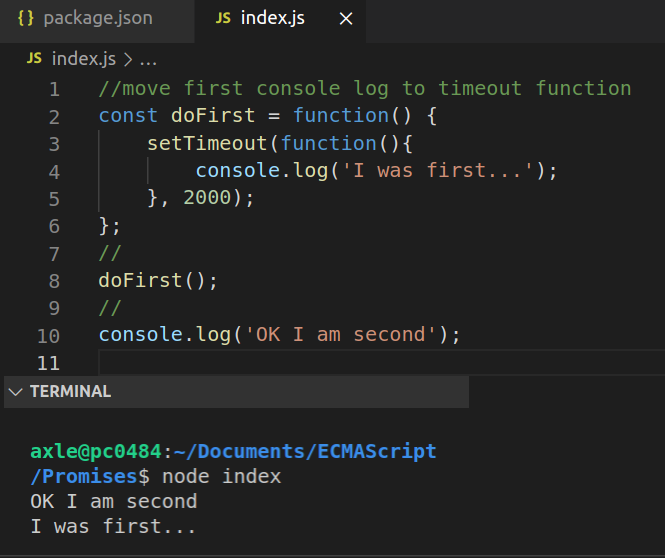 {} package.json JS index.js ×
JS index.js > ...
1 //move first console log to timeout function
2 const doFirst = function() {
3     setTimeout(function(){
4         console.log('I was first...');
5     }, 2000);
6 };
7 //
8 doFirst();
9 //
10 console.log('OK I am second');
11
TERMINAL
axle@pc0484:~/Documents/ECMAScript
/Promises$ node index
OK I am second
I was first...